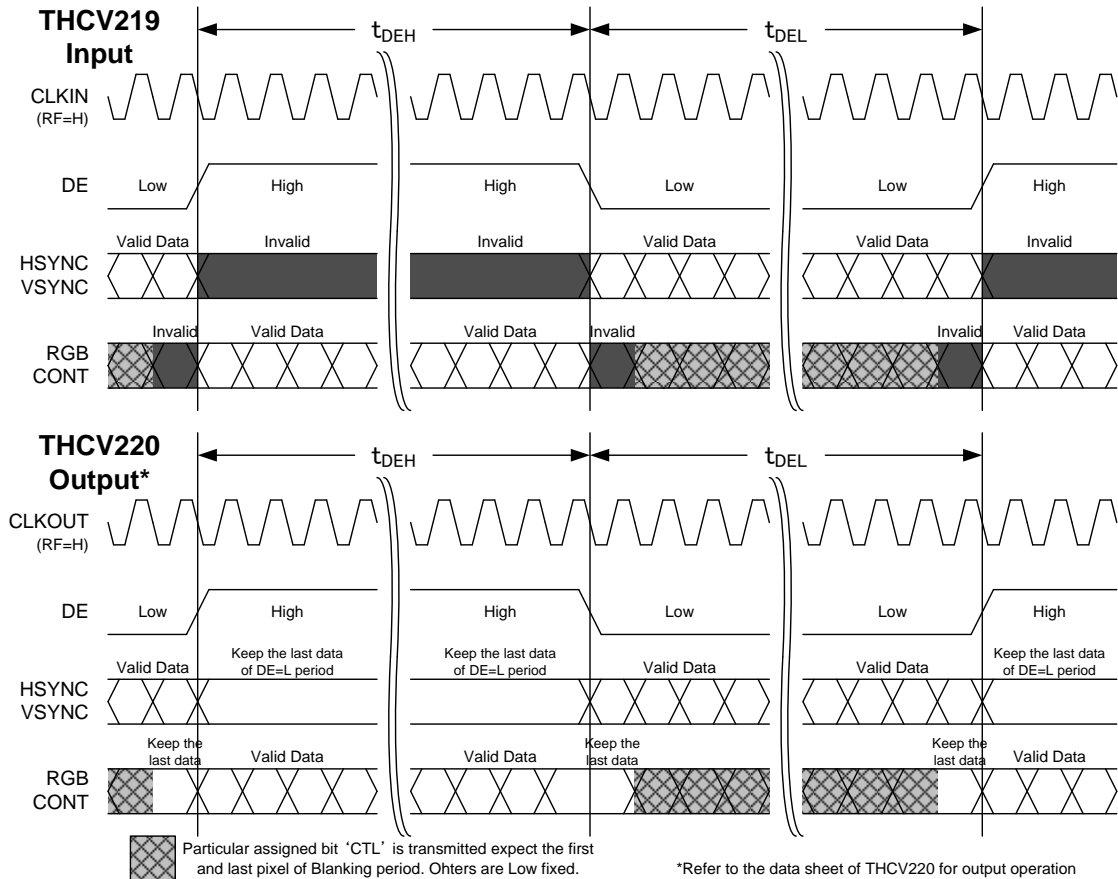 THCV219
Input
tDEH
tDEL
CLKIN
(RF=H)
DE
Low
High
High
Low
Low
High
Valid Data
Invalid
Invalid
Valid Data
Valid Data
Invalid
HSYNC
VSYNC
Invalid
Valid Data
Valid Data
Invalid
Invalid
Valid Data
RGB
CONT
THCV220
Output*
tDEH
tDEL
CLKOUT
(RF=H)
DE
Low
High
High
Low
Low
High
Valid Data
Keep the last data
of DE=L period
Keep the last data
of DE=L period
Valid Data
Valid Data
Keep the last data
of DE=L period
HSYNC
VSYNC
Keep the
last data
Valid Data
Valid Data
Keep the
last data
Keep the
last data
Valid Data
RGB
CONT
Particular assigned bit ‘CTL’ is transmitted expect the first
and last pixel of Blanking period. Ohters are Low fixed.
*Refer to the data sheet of THCV220 for output operation